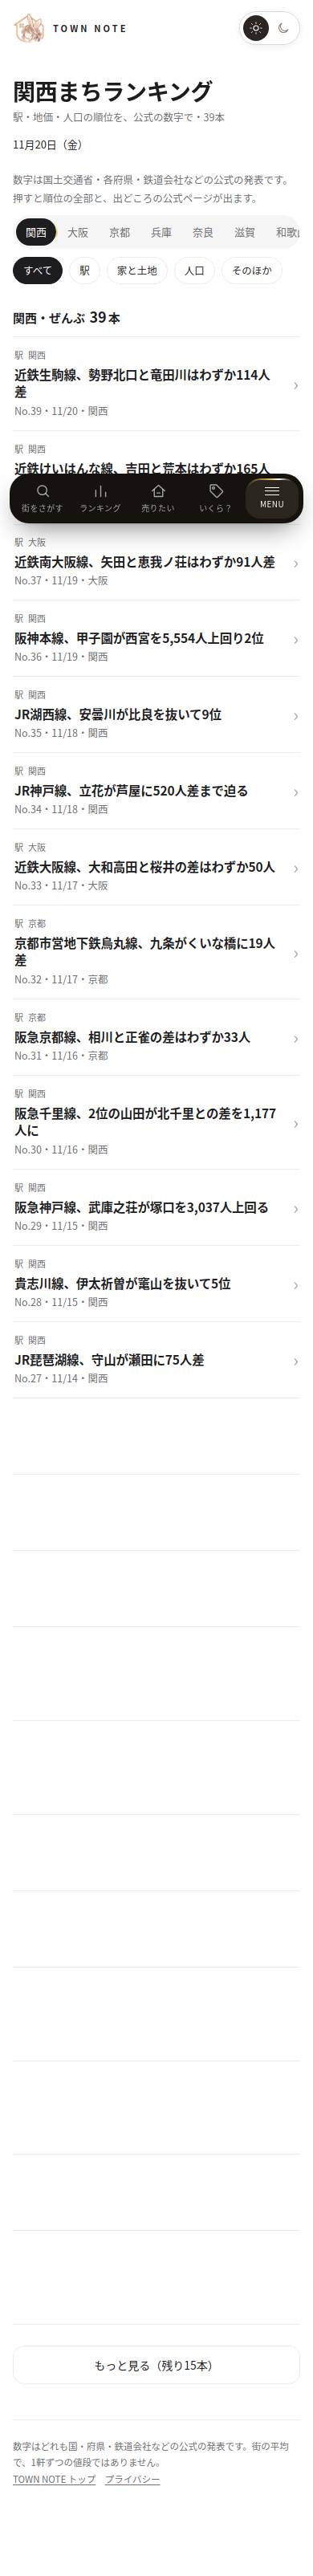 TOWN NOTE
関西まちランキング
駅・地価・人口の順位を、公式の数字で・39本
11月20日（金）
数字は国土交通省・各府県・鉄道会社などの公式の発表です。
押すと順位の全部と、出どころの公式ページが出ます。
関西 大阪 京都 兵庫 奈良 滋賀 和歌
すべて 駅 家と土地 人口 そのほか
関西・ぜんぶ 39本
駅 関西
近鉄生駒線、勢野北口と竜田川はわずか114人
差
No.39・11/20・関西
駅 関西
近鉄けいはんな線、吉田と荒本はわずか165人
街をさがす ランキング 売りたい いくら？ MENU
駅 大阪
近鉄南大阪線、矢田と恵我ノ荘はわずか91人差
No.37・11/19・大阪
駅 関西
阪神本線、甲子園が西宮を5,554人上回り2位
No.36・11/19・関西
駅 関西
JR湖西線、安曇川が比良を抜いて9位
No.35・11/18・関西
駅 関西
JR神戸線、立花が芦屋に520人差まで迫る
No.34・11/18・関西
駅 大阪
近鉄大阪線、大和高田と桜井の差はわずか50人
No.33・11/17・大阪
駅 京都
京都市営地下鉄烏丸線、九条がくいな橋に19人
差
No.32・11/17・京都
駅 京都
阪急京都線、相川と正雀の差はわずか33人
No.31・11/16・京都
駅 関西
阪急千里線、2位の山田が北千里との差を1,177
人に
No.30・11/16・関西
駅 関西
阪急神戸線、武庫之荘が塚口を3,037人上回る
No.29・11/15・関西
駅 関西
貴志川線、伊太祈曽が竈山を抜いて5位
No.28・11/15・関西
駅 関西
JR琵琶湖線、守山が瀬田に75人差
No.27・11/14・関西
もっと見る（残り15本）
数字はどれも国・府県・鉄道会社などの公式の発表です。街の平均
で、1軒ずつの値段ではありません。
TOWN NOTE トップ プライバシー